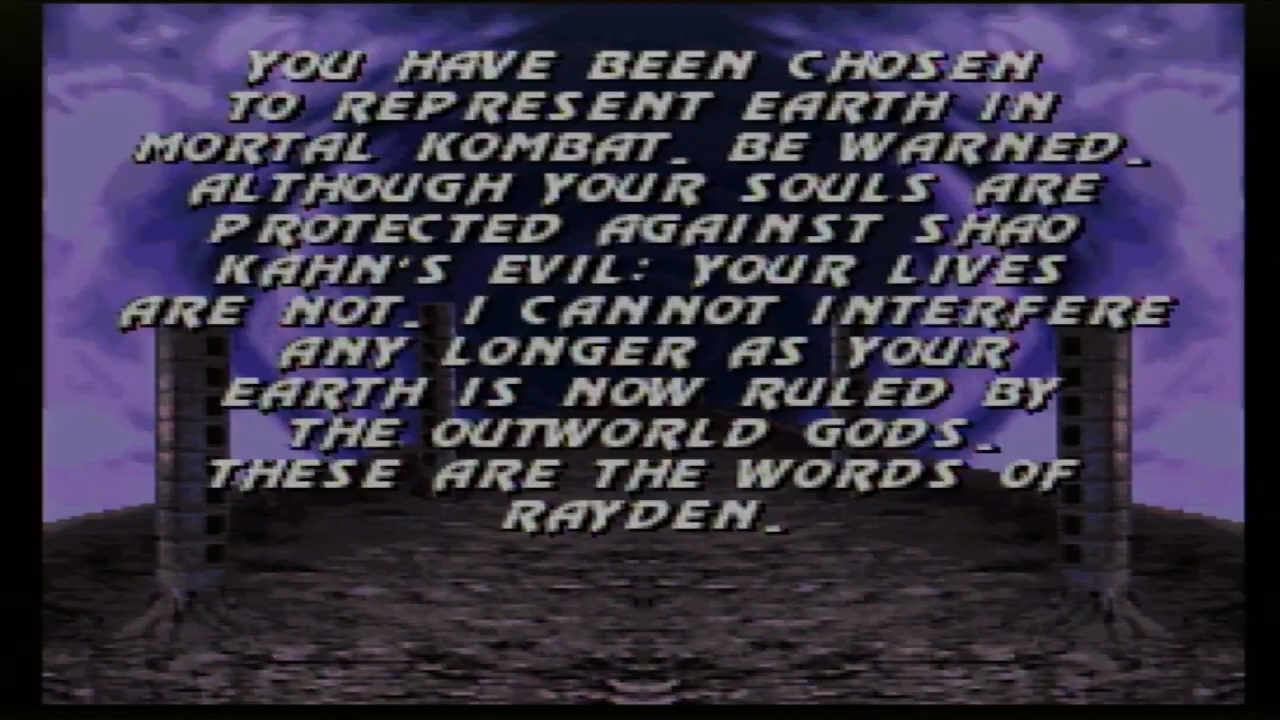 YOU HAVE BEEN CHOSEN
TO REPRESENT EARTH IN
MORTAL KOMBAT. BE WARNED.
ALTHOUGH YOUR SOULS ARE
PROTECTED AGAINST SHAO
KAHN'S EVIL: YOUR LIVES
ARE NOT. I CANNOT INTERFERE
ANY LONGER AS YOUR
EARTH IS NOW RULED BY
THE OUTWORLD GODS.
THESE ARE THE WORDS OF
RAYDEN.